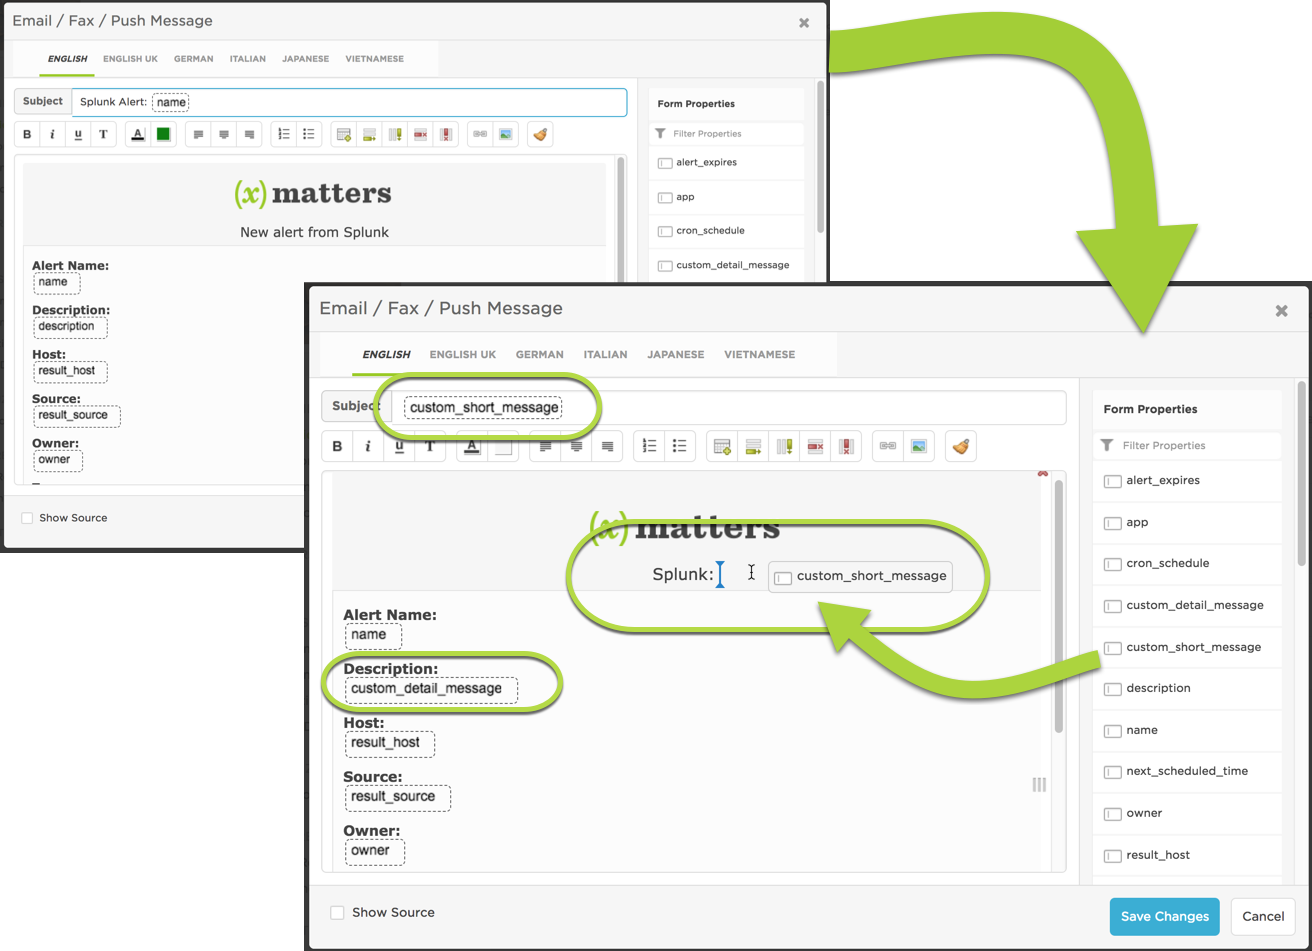 Email / Fax / Push Message
ENGLISH ENGLISH UK GERMAN ITALIAN JAPANESE VIETNAMESE
Subject Splunk Alert: name
B i u T A
(x) matters
New alert from Splunk
Alert Name:
name
Description:
description
Host:
result_host
Source:
result_source
Owner:
owner
Show Source
Form Properties
Filter Properties
alert_expires
app
cron_schedule
custom_detail_message
Email / Fax / Push Message
ENGLISH ENGLISH UK GERMAN ITALIAN JAPANESE VIETNAMESE
Subject custom_short_message
B i u T A
(x) matters
Splunk: custom_short_message
Alert Name:
name
Description:
custom_detail_message
Host:
result_host
Source:
result_source
Owner:
owner
Form Properties
Filter Properties
alert_expires
app
cron_schedule
custom_detail_message
custom_short_message
description
name
next_scheduled_time
owner
result_host
Show Source
Save Changes Cancel